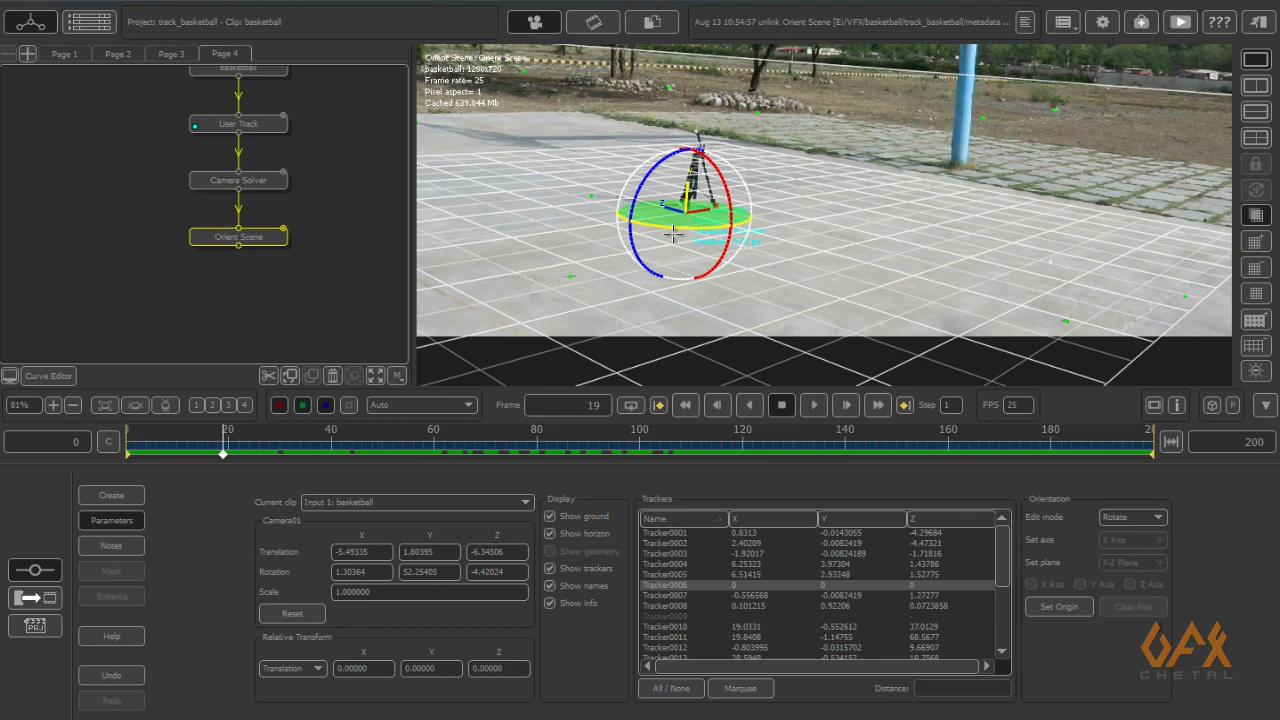 Project: track_basketball - Clip: basketball
Aug 13 10:54:57 unlink Orient Scene [E:/VFX/basketball/track_basketball/metadata ...
???
Page 1 Page 2 Page 3 Page 4
basketball
User Track
Camera Solver
Orient Scene
Orient Scene: Orient Scene
basketball: 1280x720
Frame rate= 25
Pixel aspect= 1
Cached 639.844 Mb
Z
Curve Editor
M
81% 1 2 3 4 Auto Frame 19 Step 1 FPS 25 P
0 C 0 20 40 60 80 100 120 140 160 180 200
Create
Parameters
Notes
Mask
Enhance
Help
Undo
Redo
PRJ
Current clip Input 1: basketball
Camera01
X Y Z
Translation -5.49335 1.80395 -6.34506
Rotation 1.30364 52.25405 -4.42024
Scale 1.000000
Reset
Relative Transform
X Y Z
Translation 0.00000 0.00000 0.00000
Display
Show ground
Show horizon
Show geometry
Show trackers
Show names
Show info
Trackers
Name X Y Z
Tracker0001 0.8313 -0.0143055 -4.29684
Tracker0002 2.40209 -0.0082419 -4.47321
Tracker0003 -1.92017 -0.00824189 -1.71816
Tracker0004 6.25323 3.97304 1.43786
Tracker0005 6.51415 2.93248 1.52775
Tracker0006 0 0 0
Tracker0007 -0.556568 -0.0082419 1.27277
Tracker0008 0.101215 0.92206 0.0723858
Tracker0009
Tracker0010 19.0331 -0.552612 37.0129
Tracker0011 19.8408 -1.14755 68.5677
Tracker0012 -0.803995 -0.0315702 9.66907
All / None Marquee Distance:
Orientation
Edit mode Rotate
Set axis X Axis
Set plane X-Z Plane
X Axis Y Axis Z Axis
Set Origin Clear Pins
VFX
CHETAL